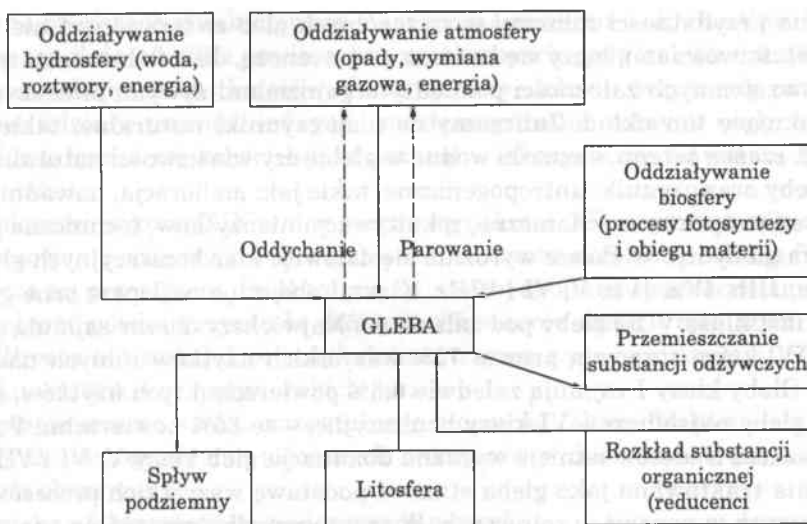 Oddziaływanie
hydrosfery (woda,
roztwory, energia)
Oddziaływanie atmosfery
(opady, wymiana
gazowa, energia)
Oddziaływanie
biosfery
(procesy fotosyntezy
i obiegu materii)
Oddychanie
Parowanie
GLEBA
Przemieszczanie
substancji odżywczych
Spływ
podziemny
Litosfera
Rozkład substancji
organicznej
(reducenci